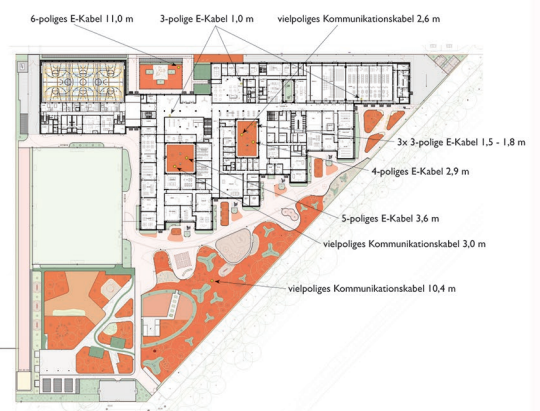 6-poliges E-Kabel 11,0 m
3-polige E-Kabel 1,0 m
vielpoliges Kommunikationskabel 2,6 m
3x 3-polige E-Kabel 1,5 - 1,8 m
4-poliges E-Kabel 2,9 m
5-poliges E-Kabel 3,6 m
vielpoliges Kommunikationskabel 3,0 m
vielpoliges Kommunikationskabel 10,4 m